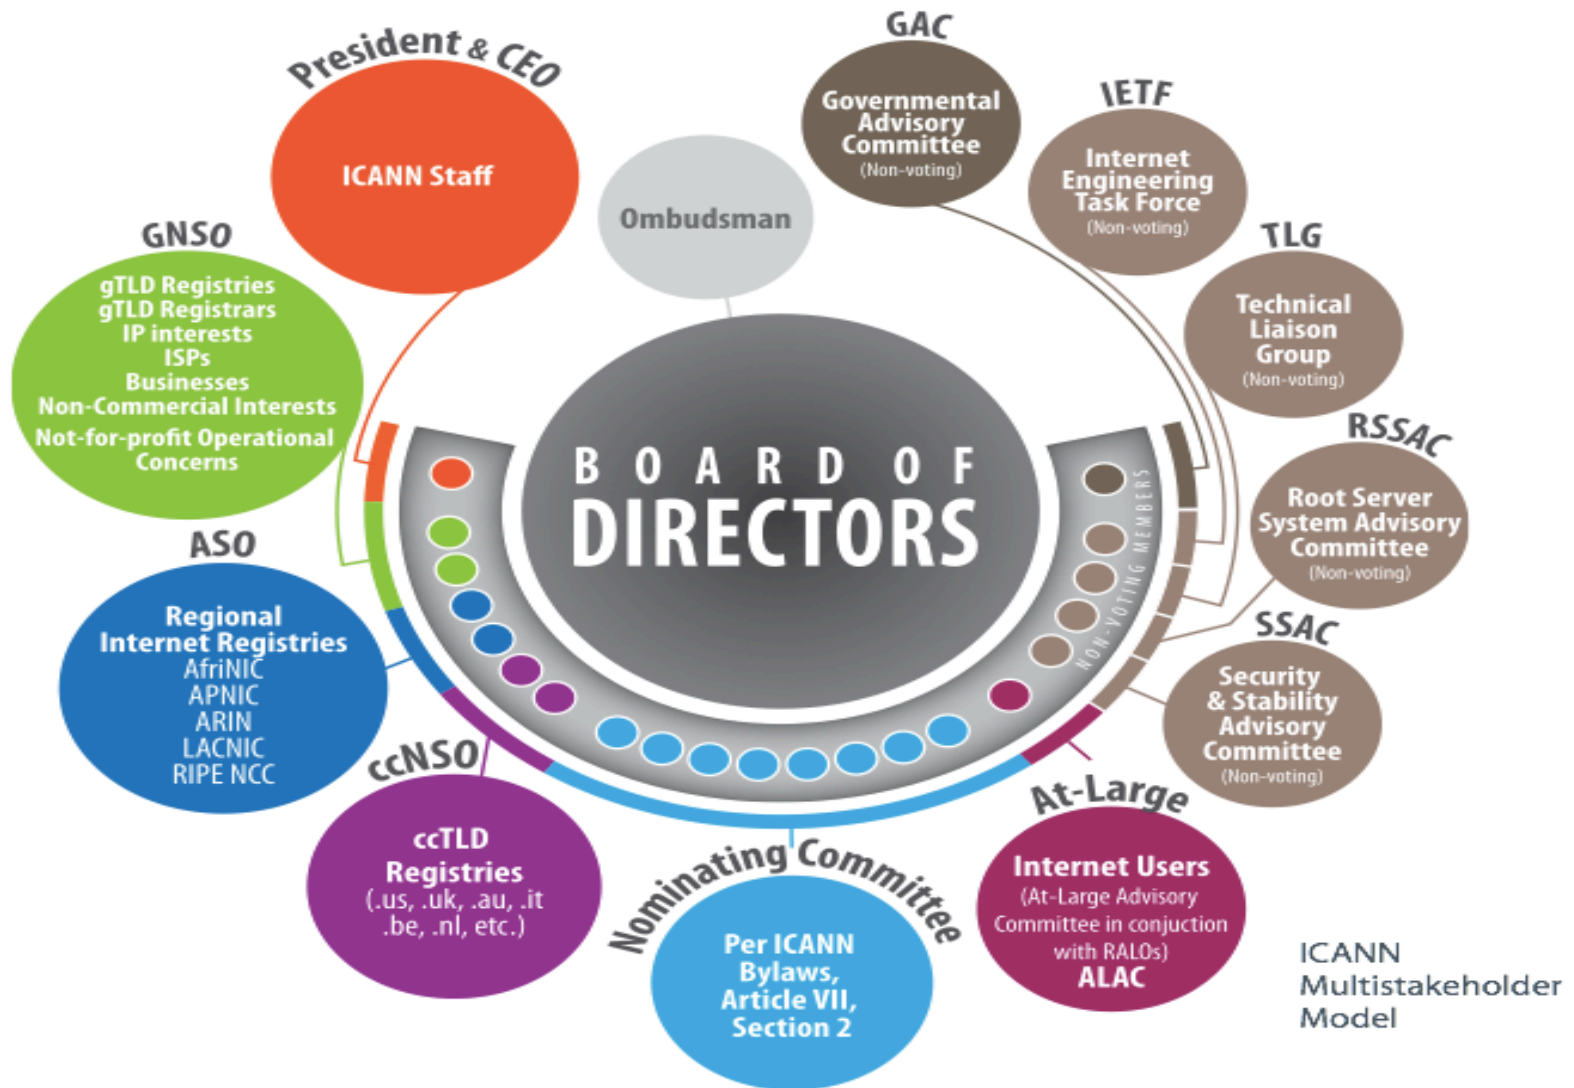 President & CEO
ICANN Staff
GAC
Governmental
Advisory
Committee
(Non-voting)
IETF
Internet
Engineering
Task Force
(Non-voting)
Ombudsman
GNSO
gTLD Registries
gTLD Registrars
IP interests
ISPs
Businesses
Non-Commercial Interests
Not-for-profit Operational
Concerns
TLG
Technical
Liaison
Group
(Non-voting)
BOARD OF
DIRECTORS
NON-VOTING MEMBERS
RSSAC
Root Server
System Advisory
Committee
(Non-voting)
ASO
Regional
Internet Registries
AfriNIC
APNIC
ARIN
LACNIC
RIPE NCC
SSAC
Security
& Stability
Advisory
Committee
(Non-voting)
ccNSO
ccTLD
Registries
(.us, .uk, .au, .it
.be, .nl, etc.)
Nominating Committee
Per ICANN
Bylaws,
Article VII,
Section 2
At-Large
Internet Users
(At-Large Advisory
Committee in conjuction
with RALOs)
ALAC
ICANN
Multistakeholder
Model